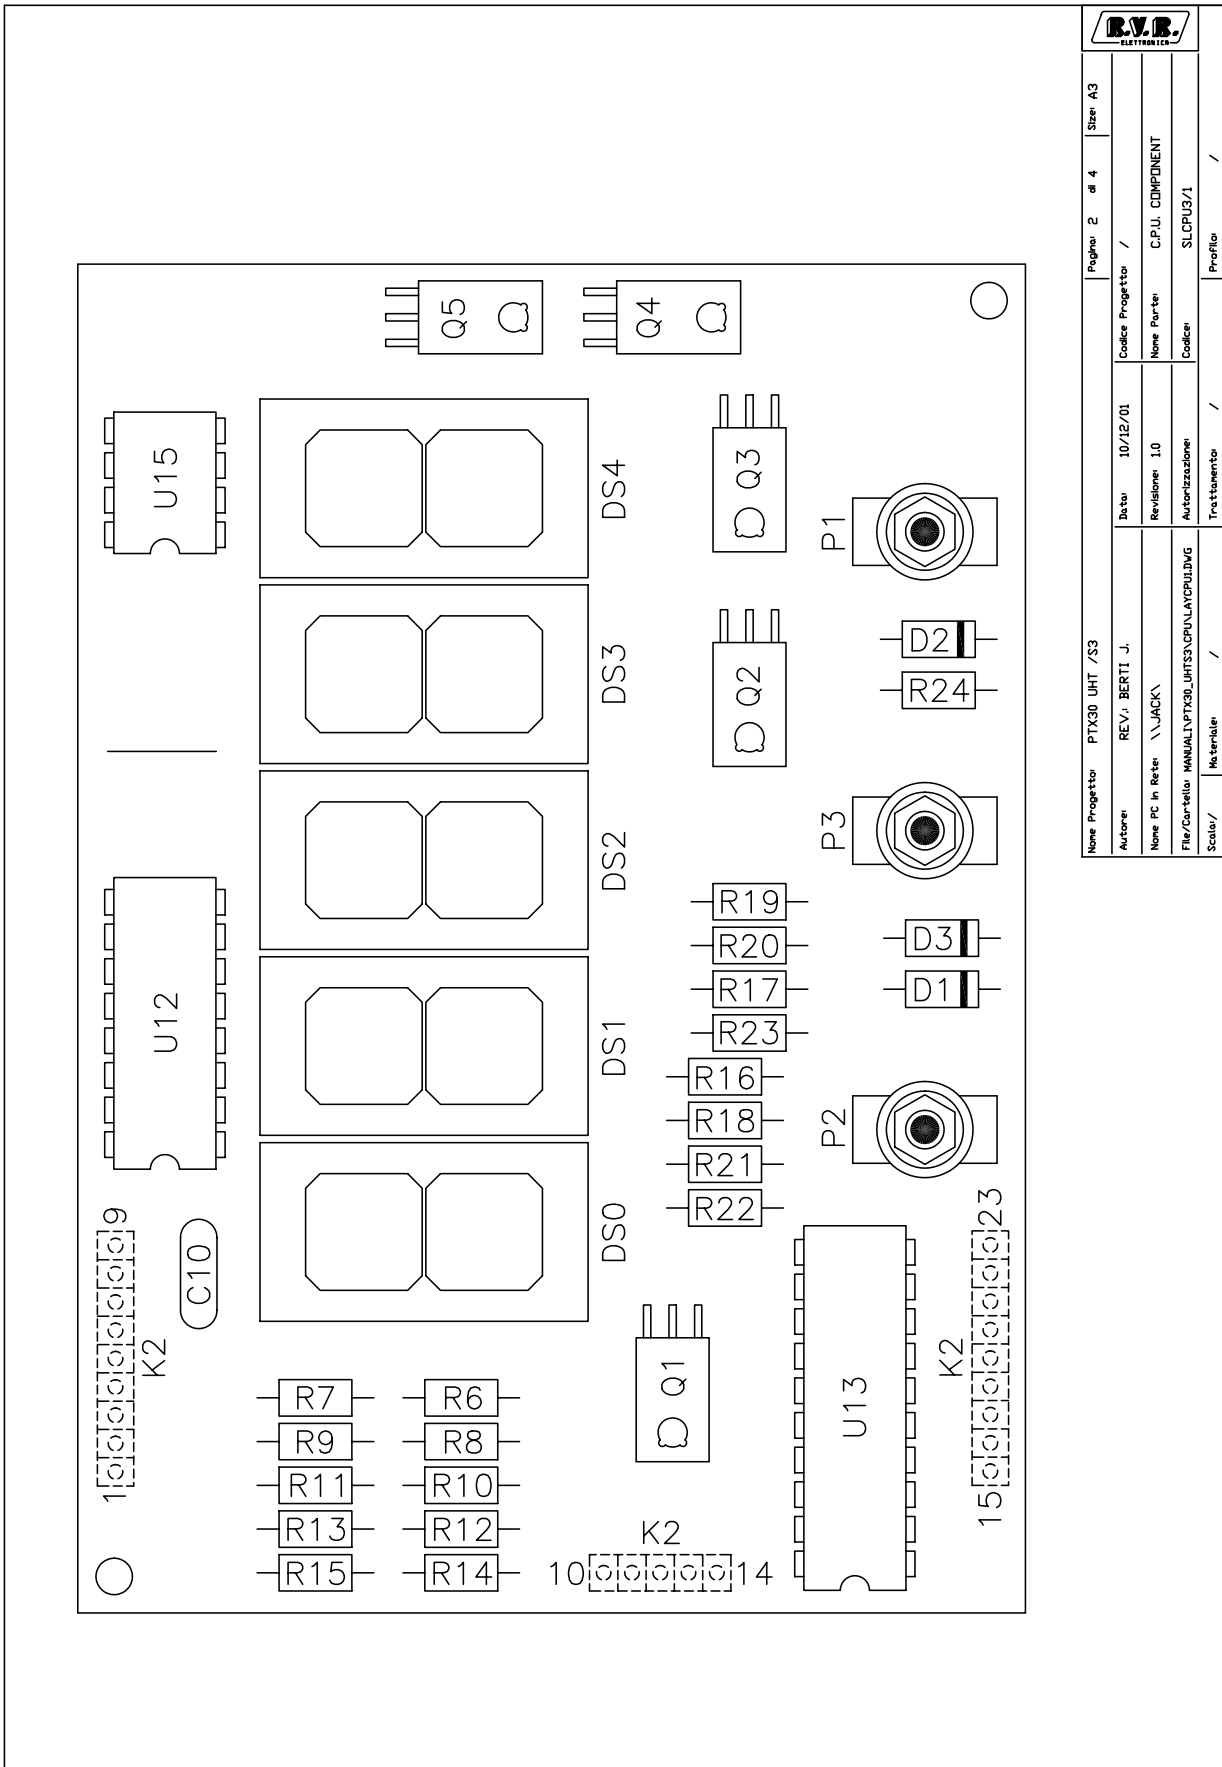 R.V.R.
ELETTRONICA
Nome Progetto: PTX30 UHT /S3
Pagina: 2 di 4
Size: A3
Autore: REV.: BERTI J.
Data: 10/12/01
Codice Progetto: /
Nome PC in Rete: \\JACK\
Revisione: 1.0
Nome Parte: C.P.U. COMPONENT
File/Cartella: MANUALI\PTX30_UHTS3\CPU\LAYCPU1.DWG
Autorizzazione:
Codice: SLCPU3/1
Scala: /
Materiale: /
Trattamento: /
Profilo: /
Q5
Q4
U15
DS4
Q3
P1
DS3
Q2
D2
R24
DS2
P3
U12
DS1
R19
R20
R17
R23
R16
R18
R21
R22
D3
D1
P2
DS0
9
C10
K2
1
R7
R6
R9
R8
R11
R10
R13
R12
R15
R14
Q1
K2
10
14
U13
23
K2
15